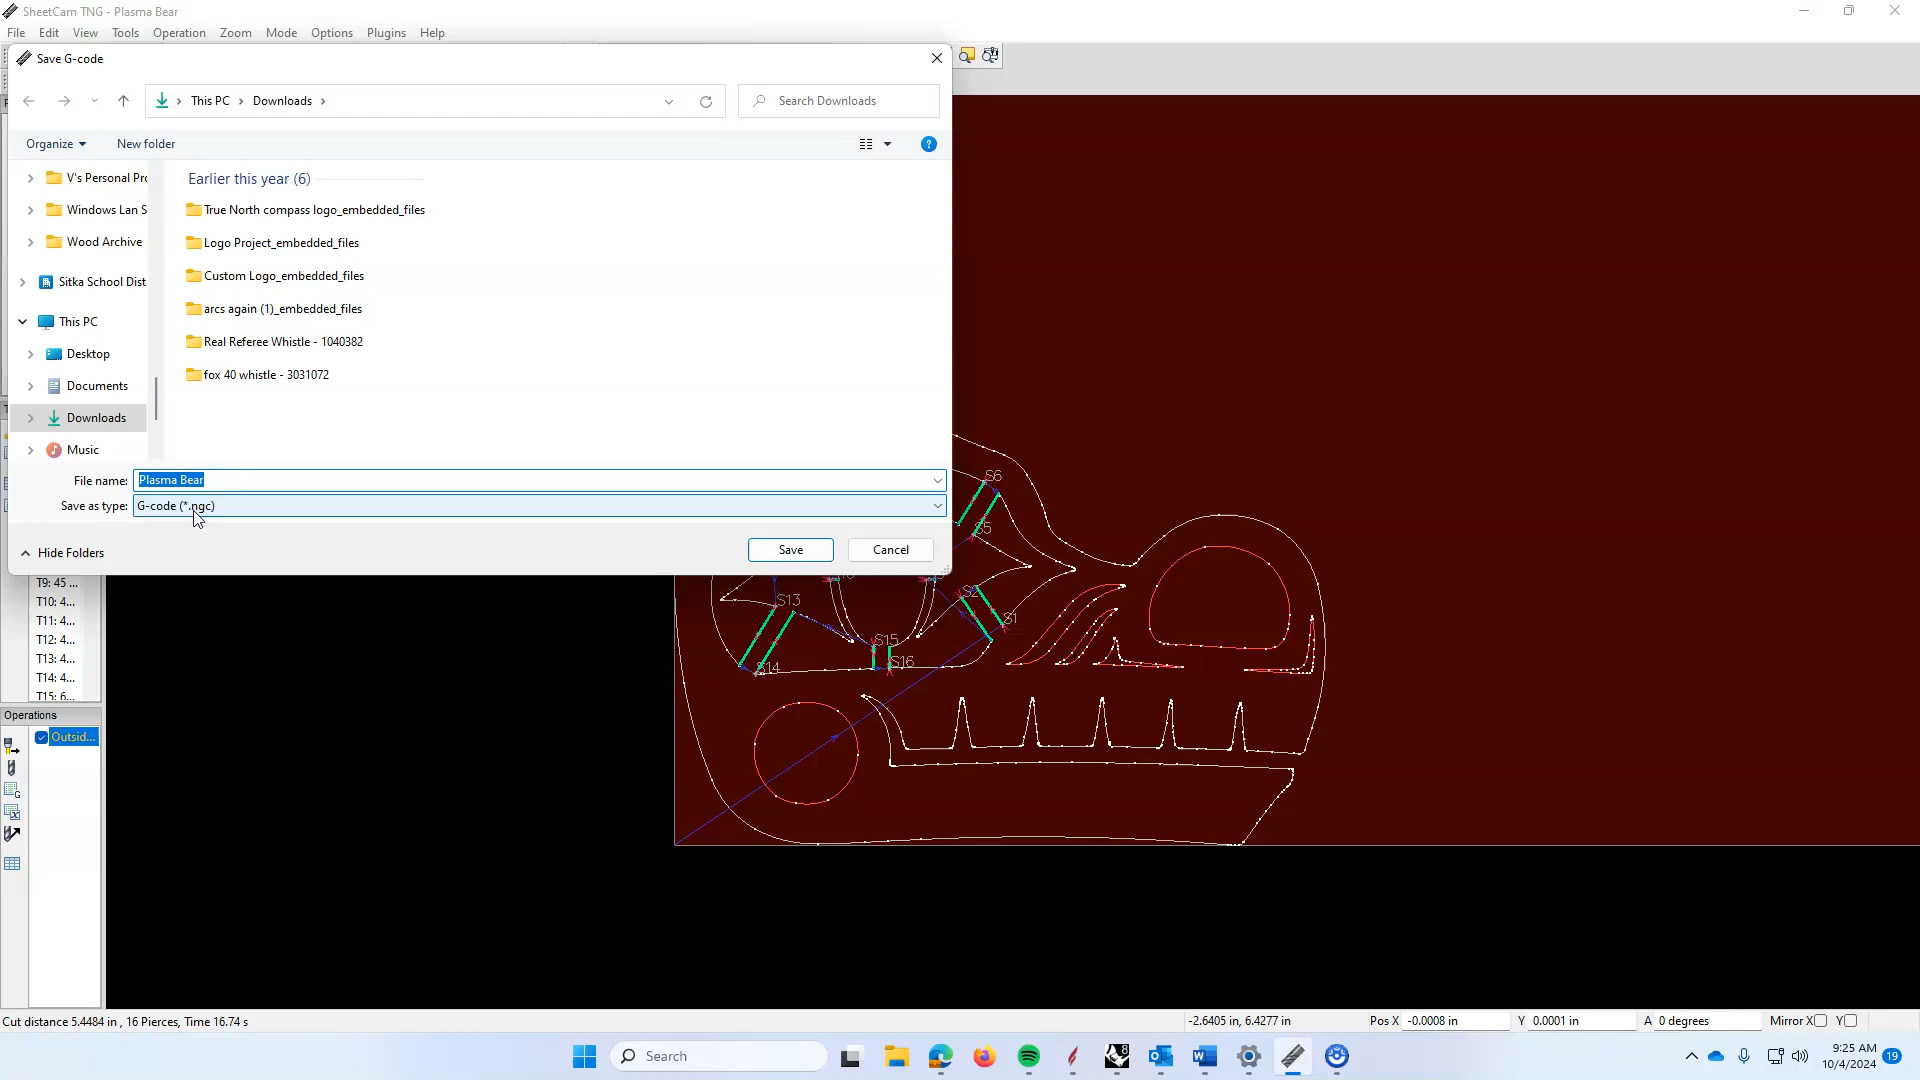 SheetCam TNG - Plasma Bear
File Edit View Tools Operation Zoom Mode Options Plugins Help
Save G-code
This PC > Downloads >
Search Downloads
Organize
New folder
V's Personal Pr
Windows Lan S
Wood Archive
Sitka School Dist
This PC
Desktop
Documents
Downloads
Music
Earlier this year (6)
True North compass logo_embedded_files
Logo Project_embedded_files
Custom Logo_embedded_files
arcs again (1)_embedded_files
Real Referee Whistle - 1040382
fox 40 whistle - 3031072
File name: Plasma Bear
Save as type: G-code (*.ngc)
Hide Folders
Save
Cancel
T9: 45 ...
T10: 4...
T11: 4...
T12: 4...
T13: 4...
T14: 4...
T15: 6...
Operations
Outsid...
S6
S5
S2
S1
S13
S14
S15
S16
Cut distance 5.4484 in , 16 Pierces, Time 16.74 s
-2.6405 in, 6.4277 in
Pos X -0.0008 in
Y 0.0001 in
A 0 degrees
Mirror X
Y
Search
9:25 AM
10/4/2024
19